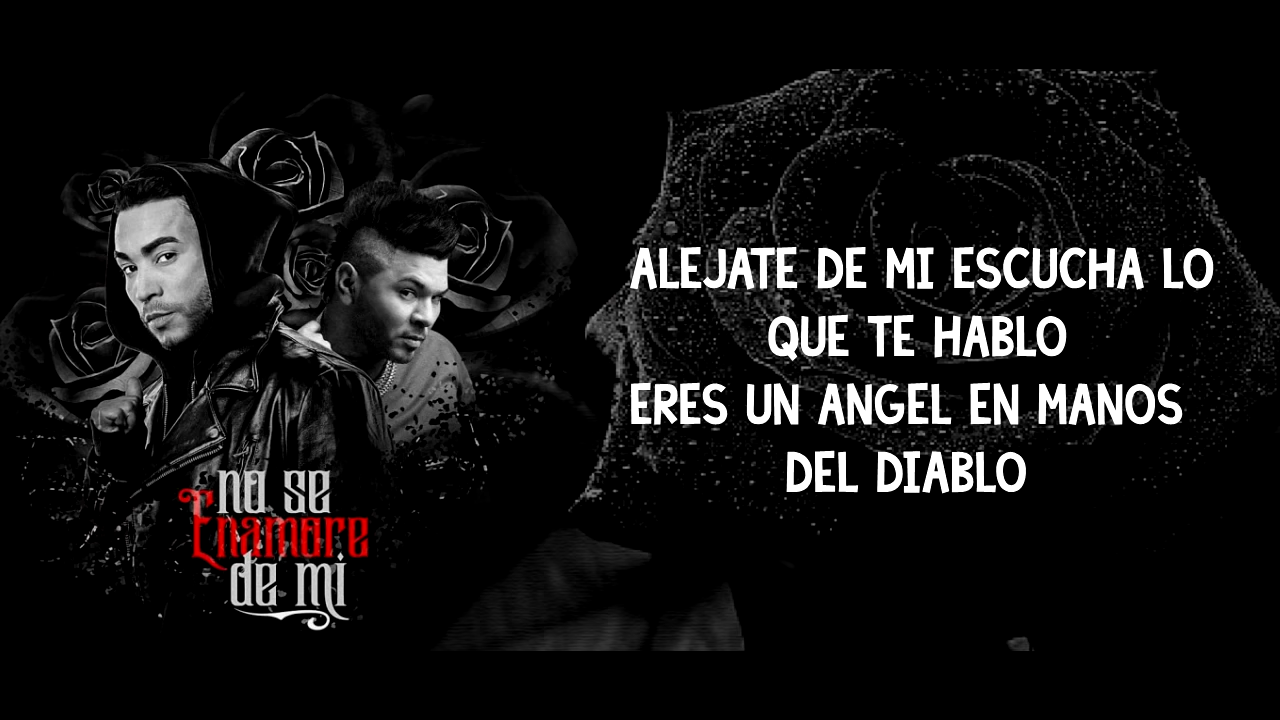 no se
Enamore
de mi
ALEJATE DE MI ESCUCHA LO
QUE TE HABLO
ERES UN ANGEL EN MANOS
DEL DIABLO